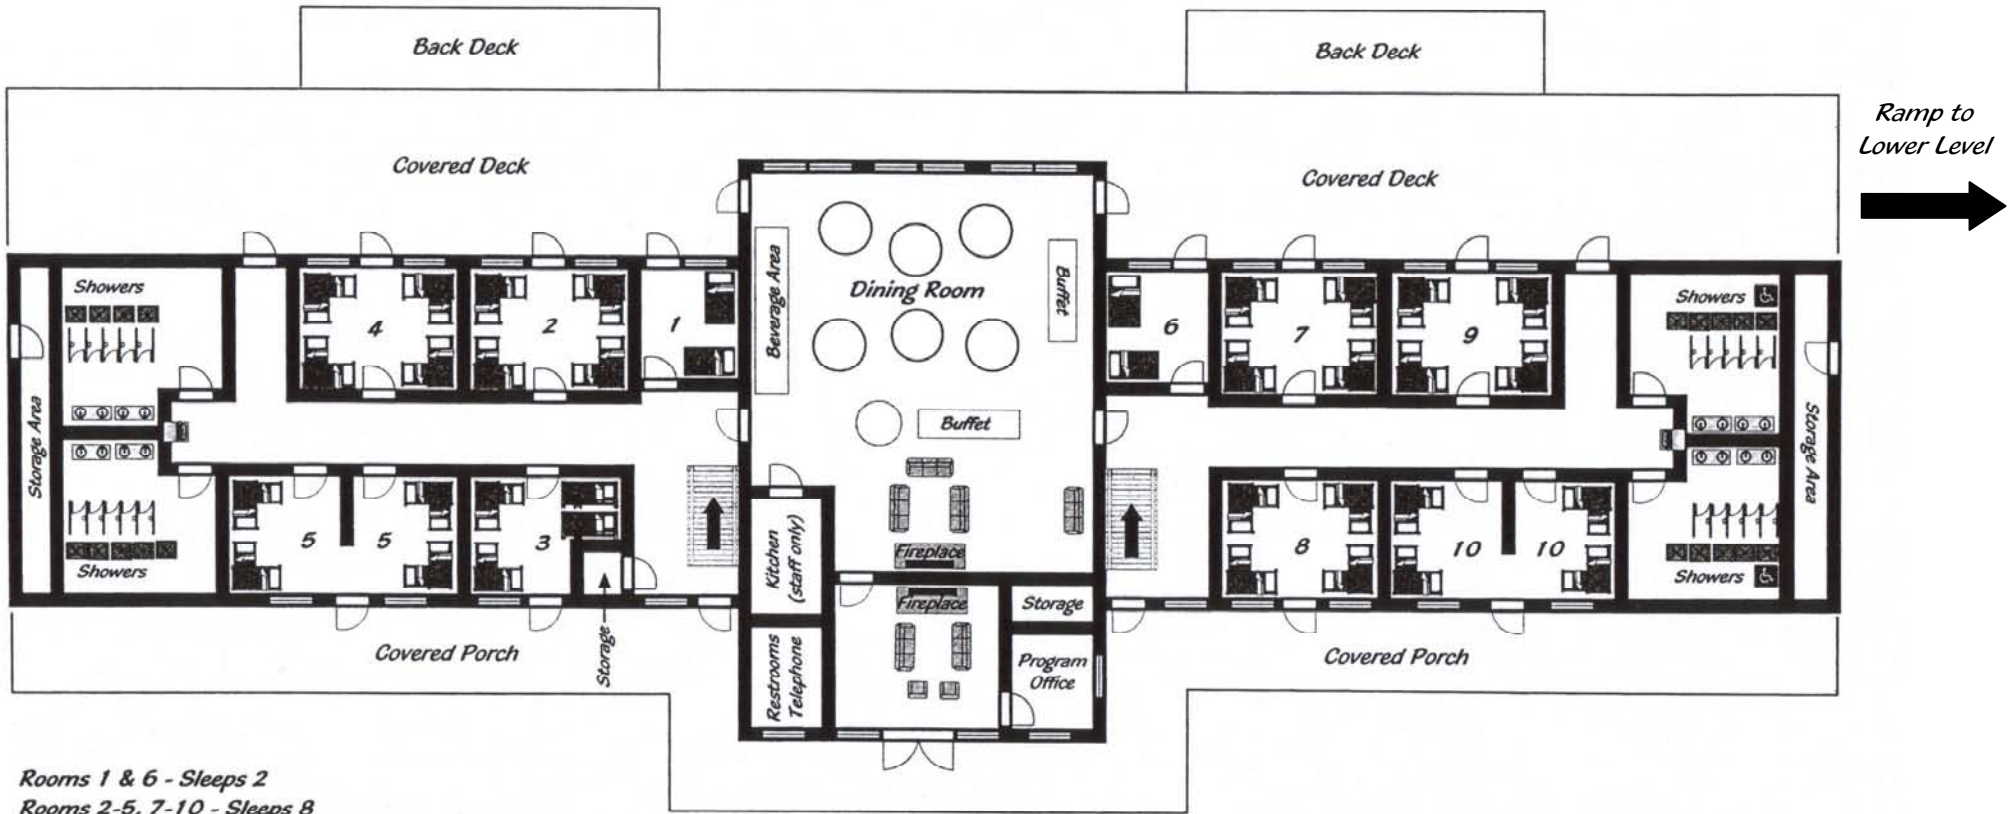 Back Deck
Back Deck
Ramp to
Lower Level
Covered Deck
Covered Deck
Showers
4
2
1
Beverage Area
Dining Room
Buffet
6
7
9
Showers
Storage Area
Buffet
Storage Area
5
5
3
Kitchen
(staff only)
Fireplace
8
10
10
Showers
Showers
Fireplace
Storage
Storage
Covered Porch
Restrooms
Telephone
Program
Office
Covered Porch
Rooms 1 & 6 - Sleeps 2
Rooms 2-5, 7-10 - Sleeps 8